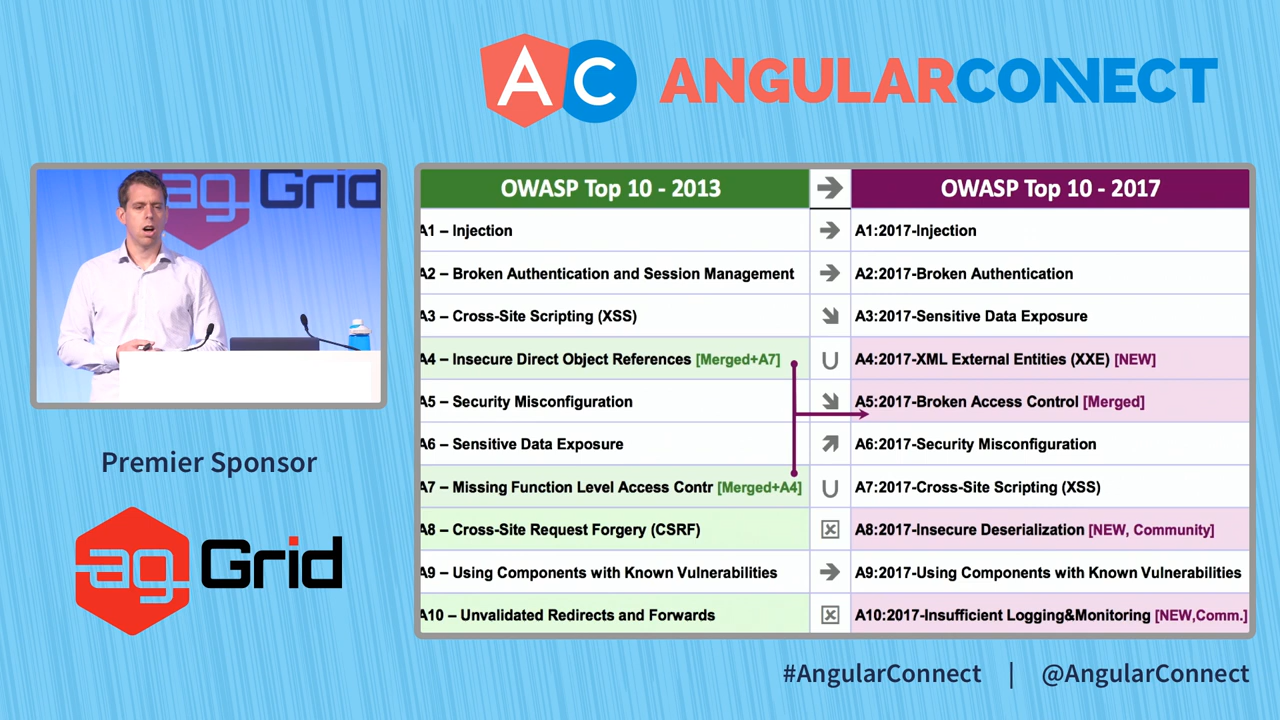 AC ANGULARCONNECT
ag Grid
Premier Sponsor
ag Grid
OWASP Top 10 - 2013 → OWASP Top 10 - 2017
A1 – Injection → A1:2017-Injection
A2 – Broken Authentication and Session Management → A2:2017-Broken Authentication
A3 – Cross-Site Scripting (XSS) ↘ A3:2017-Sensitive Data Exposure
A4 – Insecure Direct Object References [Merged+A7] U A4:2017-XML External Entities (XXE) [NEW]
A5 – Security Misconfiguration ↘ A5:2017-Broken Access Control [Merged]
A6 – Sensitive Data Exposure ↗ A6:2017-Security Misconfiguration
A7 – Missing Function Level Access Contr [Merged+A4] U A7:2017-Cross-Site Scripting (XSS)
A8 – Cross-Site Request Forgery (CSRF) ☒ A8:2017-Insecure Deserialization [NEW, Community]
A9 – Using Components with Known Vulnerabilities → A9:2017-Using Components with Known Vulnerabilities
A10 – Unvalidated Redirects and Forwards ☒ A10:2017-Insufficient Logging&Monitoring [NEW,Comm.]
#AngularConnect | @AngularConnect